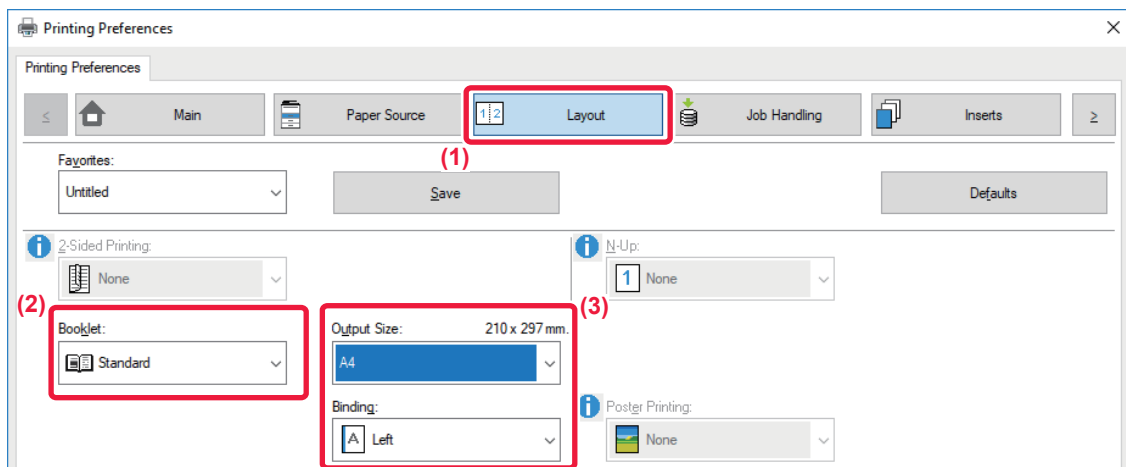 Printing Preferences
Printing Preferences
< Main Paper Source 1 2 Layout Job Handling Inserts >
(1)
Favorites:
Untitled Save Defaults
2-Sided Printing: N-Up:
None 1 None
(2) (3)
Booklet: Output Size: 210 x 297 mm.
Standard A4
Binding: Poster Printing:
A Left None